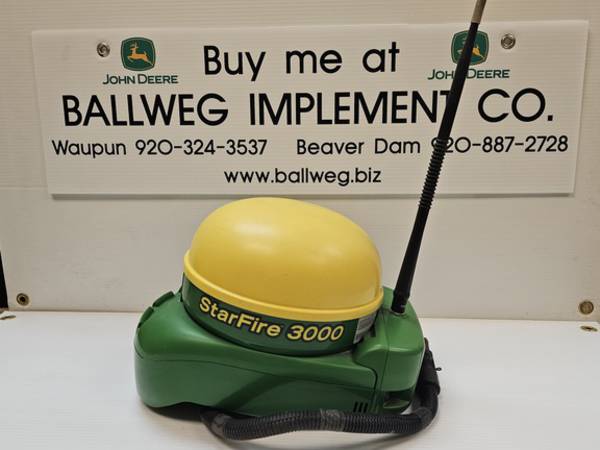 Buy me at
JOHN DEERE
JOHN DEERE
BALLWEG IMPLEMENT CO.
Waupun 920-324-3537 Beaver Dam 920-887-2728
www.ballweg.biz
StarFire 3000